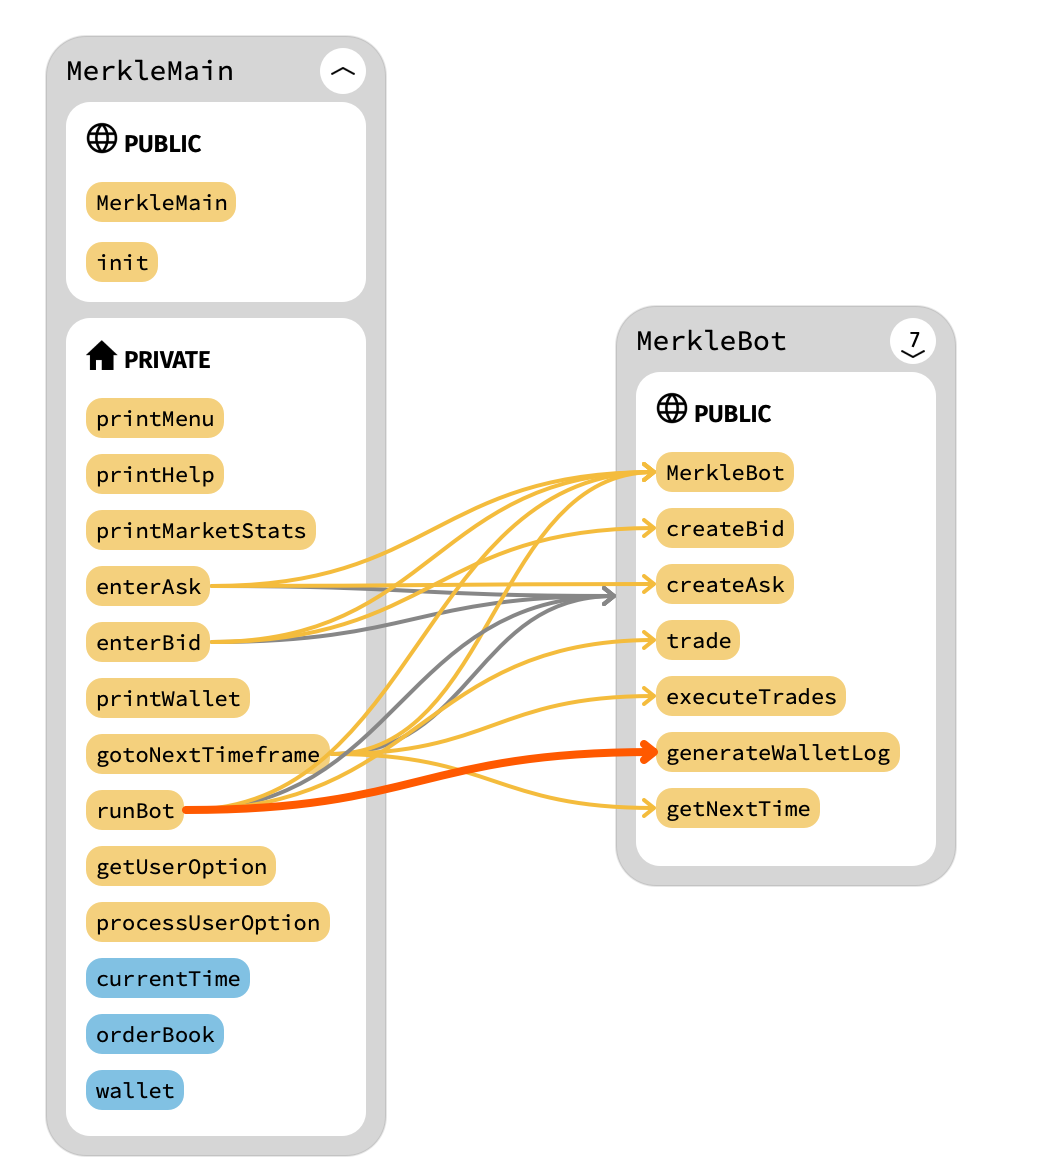 MerkleMain
PUBLIC
MerkleMain
init
PRIVATE
printMenu
printHelp
printMarketStats
enterAsk
enterBid
printWallet
gotoNextTimeframe
runBot
getUserOption
processUserOption
currentTime
orderBook
wallet
MerkleBot
7
PUBLIC
MerkleBot
createBid
createAsk
trade
executeTrades
generateWalletLog
getNextTime